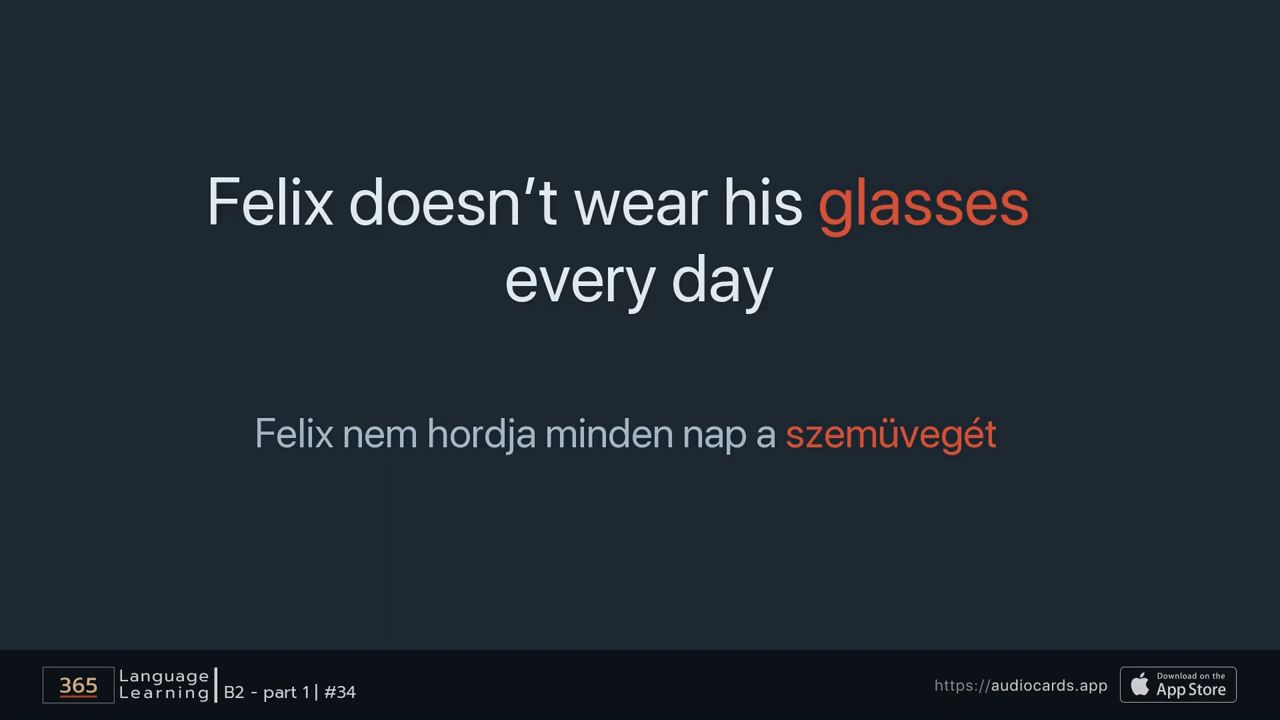 Felix doesn’t wear his glasses
every day
Felix nem hordja minden nap a szemüvegét
365
Language
Learning
B2 - part 1 | #34
https://audiocards.app
Download on the
App Store